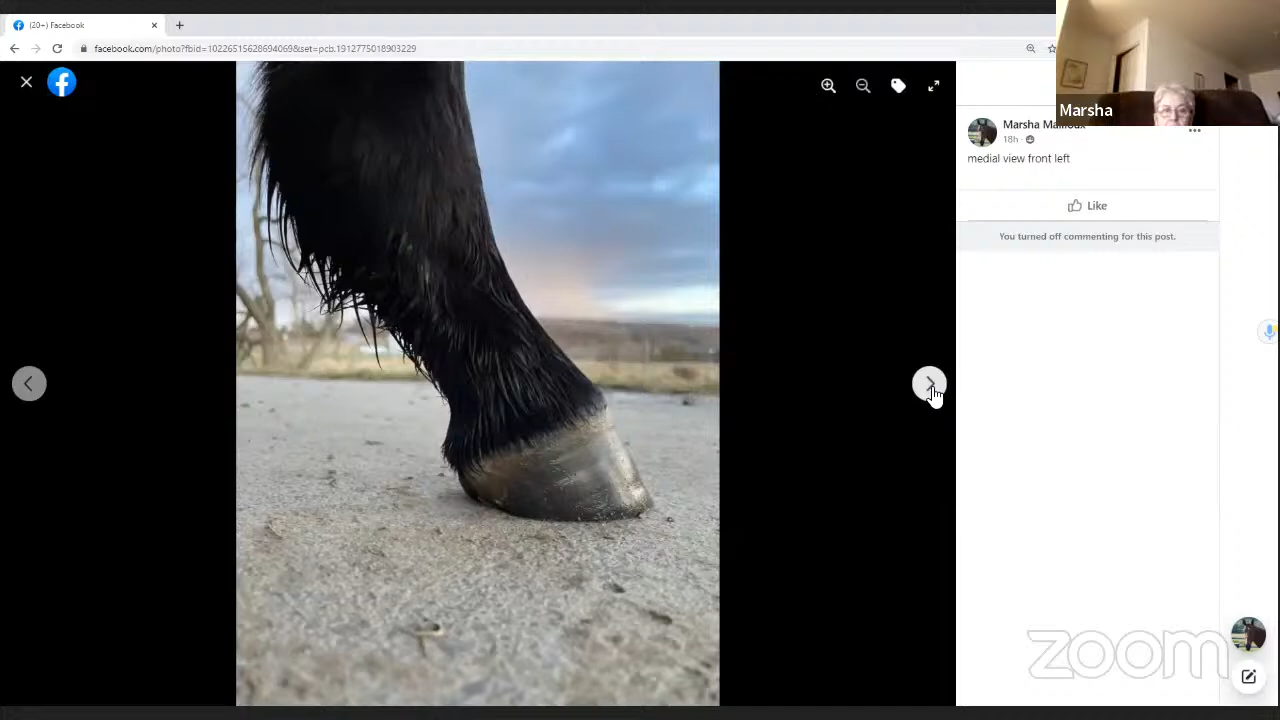 (20+) Facebook
facebook.com/photo?fbid=10226515628694069&set=pcb.1912775018903229
Marsha
Marsha
18h
medial view front left
Like
You turned off commenting for this post.
zoom